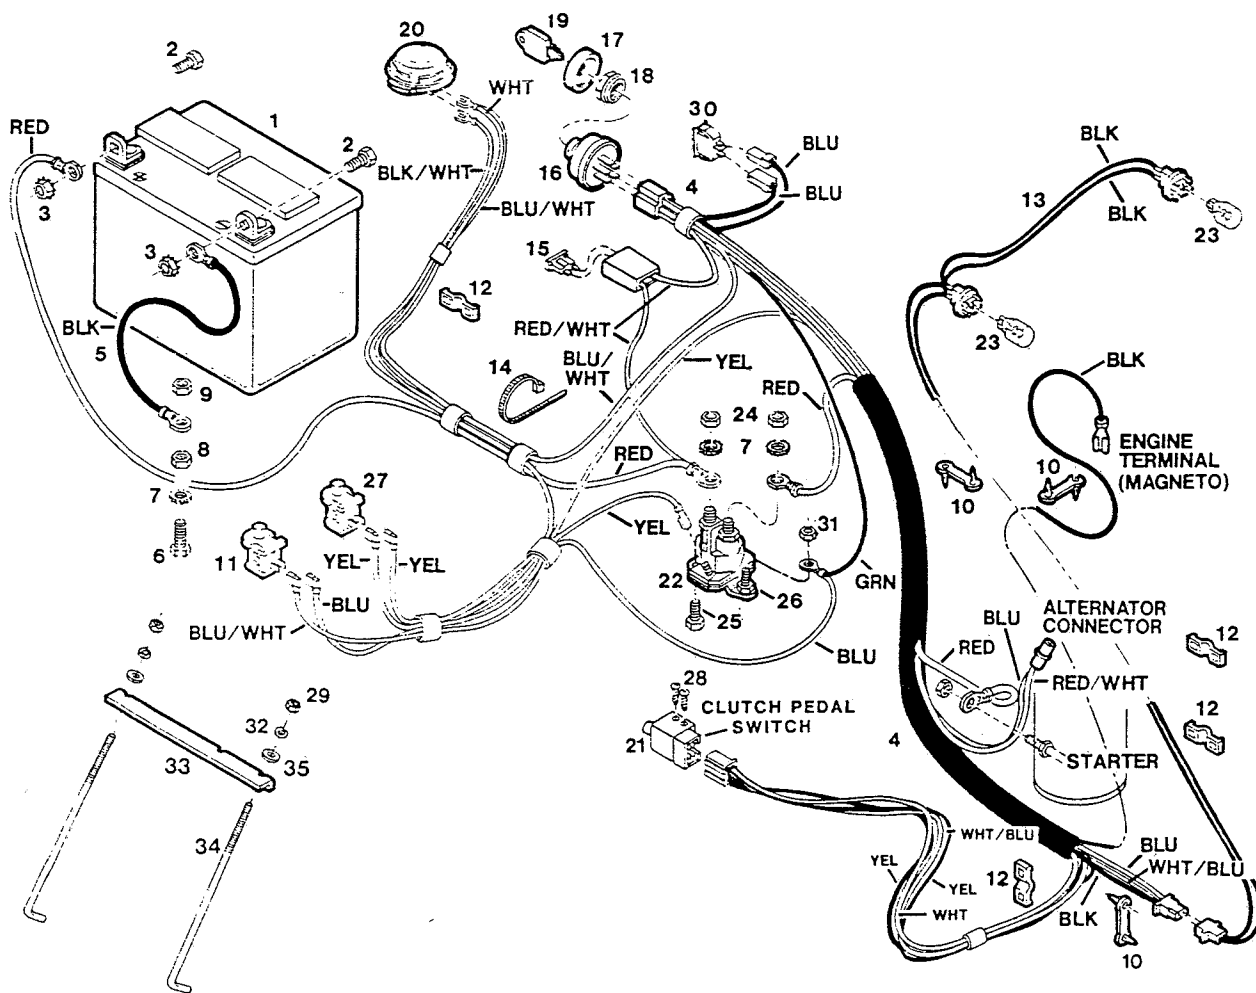 20
19
17
2
WHT
18
RED
1
2
30
BLK
BLU
BLK/WHT
16
4
BLU
3
BLU/WHT
13
BLK
23
3
15
12
BLK
RED/WHT
23
5
BLU/
WHT
YEL
BLK
14
9
RED
24
8
7
ENGINE
TERMINAL
(MAGNETO)
RED
10
10
27
7
YEL
31
6
11
YEL
YEL
22
GRN
26
BLU
25
BLU/WHT
BLU
ALTERNATOR
CONNECTOR
BLU
12
RED
RED/WHT
28
29
CLUTCH PEDAL
SWITCH
12
32
21
4
33
35
STARTER
34
WHT/BLU
BLU
WHT/BLU
YEL
YEL
12
WHT
BLK
10